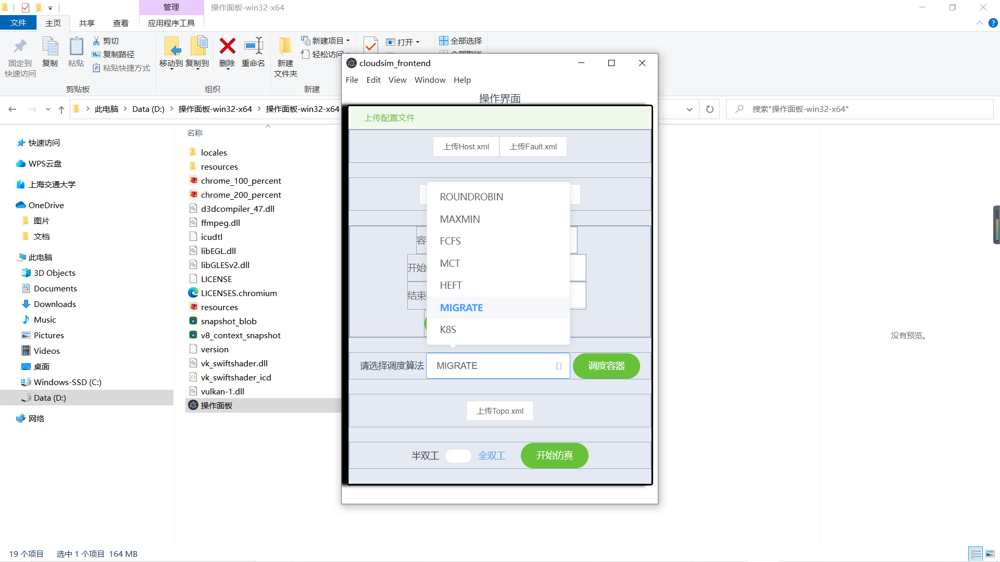 管理
操作面板-win32-x64
文件
主页
共享
查看
应用程序工具
固定到
快速访问
复制
粘贴
剪切
复制路径
粘贴快捷方式
剪贴板
移动到
复制到
删除
重命名
组织
新建
文件夹
新建项目
轻松访问
新建
打开
全部选择
全部取消
此电脑
Data (D:)
操作面板-win32-x64
操作面板-win32-x64
搜索"操作面板-win32-x64"
快速访问
WPS云盘
上海交通大学
OneDrive
图片
文档
此电脑
3D Objects
Documents
Downloads
Music
Pictures
Videos
桌面
Windows-SSD (C:)
Data (D:)
网络
名称
locales
resources
chrome_100_percent
chrome_200_percent
d3dcompiler_47.dll
ffmpeg.dll
icudtl
libEGL.dll
libGLESv2.dll
LICENSE
LICENSES.chromium
resources
snapshot_blob
v8_context_snapshot
version
vk_swiftshader.dll
vk_swiftshader_icd
vulkan-1.dll
操作面板
cloudsim_frontend
File
Edit
View
Window
Help
操作界面
上传配置文件
上传Host.xml
上传Fault.xml
容
开始
结束
ROUNDROBIN
MAXMIN
FCFS
MCT
HEFT
MIGRATE
K8S
请选择调度算法
MIGRATE
调度容器
上传Topo.xml
半双工
全双工
开始仿真
没有预览。
19 个项目
选中 1 个项目 164 MB